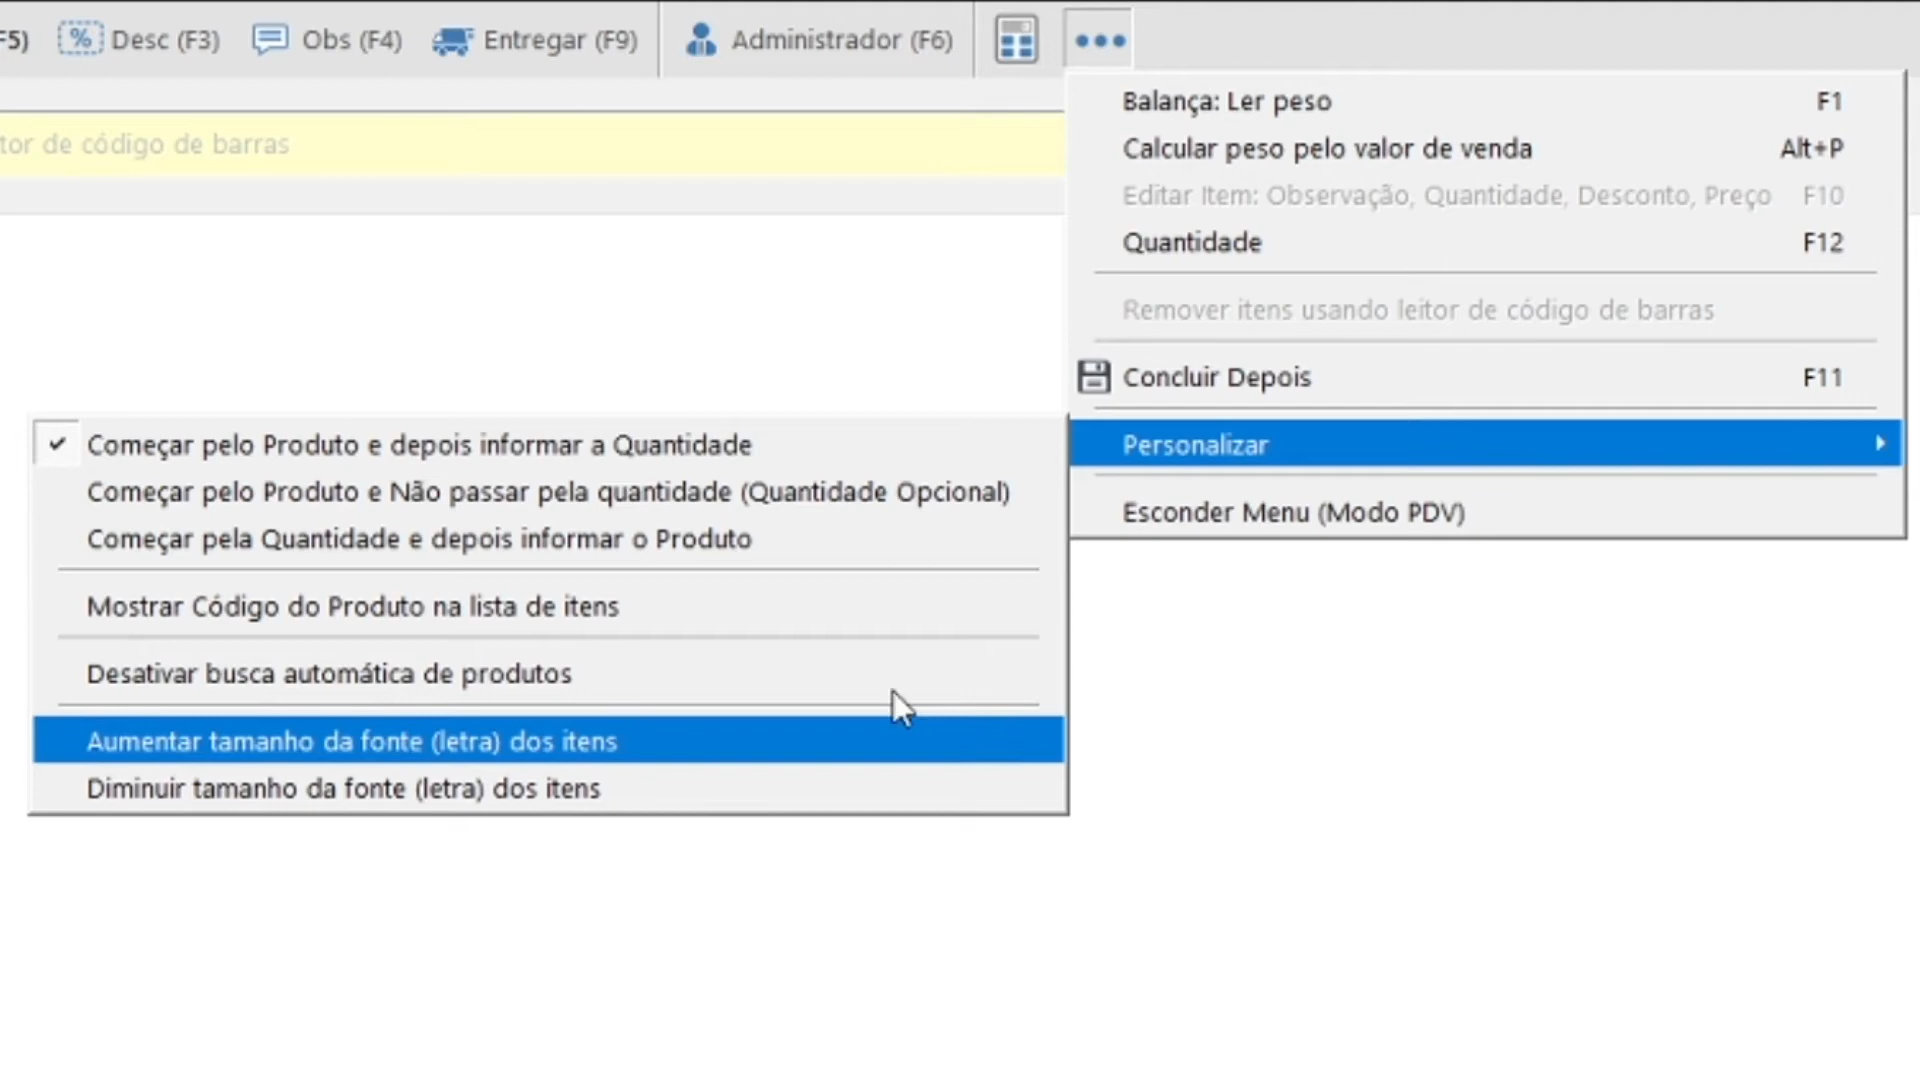 F5)
Desc (F3)
Obs (F4)
Entregar (F9)
Administrador (F6)
tor de código de barras
Balança: Ler peso F1
Calcular peso pelo valor de venda Alt+P
Editar Item: Observação, Quantidade, Desconto, Preço F10
Quantidade F12
Remover itens usando leitor de código de barras
Concluir Depois F11
Personalizar
Esconder Menu (Modo PDV)
Começar pelo Produto e depois informar a Quantidade
Começar pelo Produto e Não passar pela quantidade (Quantidade Opcional)
Começar pela Quantidade e depois informar o Produto
Mostrar Código do Produto na lista de itens
Desativar busca automática de produtos
Aumentar tamanho da fonte (letra) dos itens
Diminuir tamanho da fonte (letra) dos itens